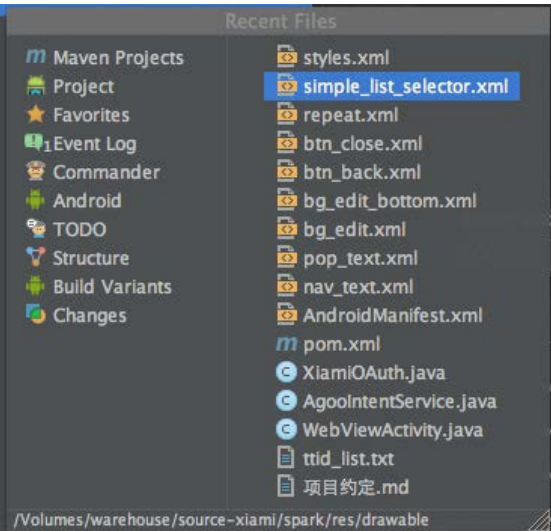 Recent Files
Maven Projects
Project
Favorites
1 Event Log
Commander
Android
TODO
Structure
Build Variants
Changes
styles.xml
simple_list_selector.xml
repeat.xml
btn_close.xml
btn_back.xml
bg_edit_bottom.xml
bg_edit.xml
pop_text.xml
nav_text.xml
AndroidManifest.xml
pom.xml
XiamiOAuth.java
AgooIntentService.java
WebViewActivity.java
ttid_list.txt
项目约定.md
/Volumes/warehouse/source-xiami/spark/res/drawable